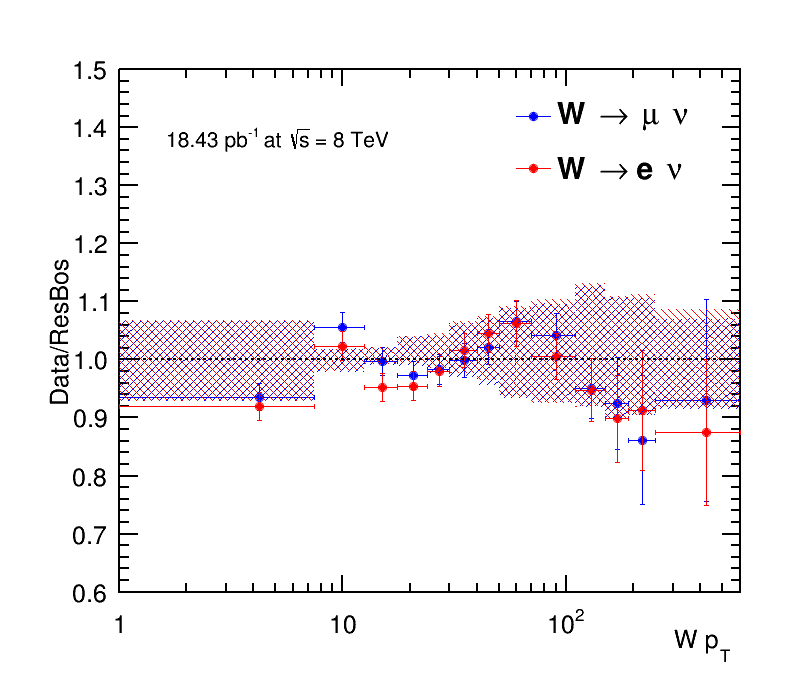 1.5
1.4
1.3
1.2
1.1
1.0
0.9
0.8
0.7
0.6
Data/ResBos
18.43 pb⁻¹ at √s = 8 TeV
W → μ ν
W → e ν
1
10
10²
W p_T